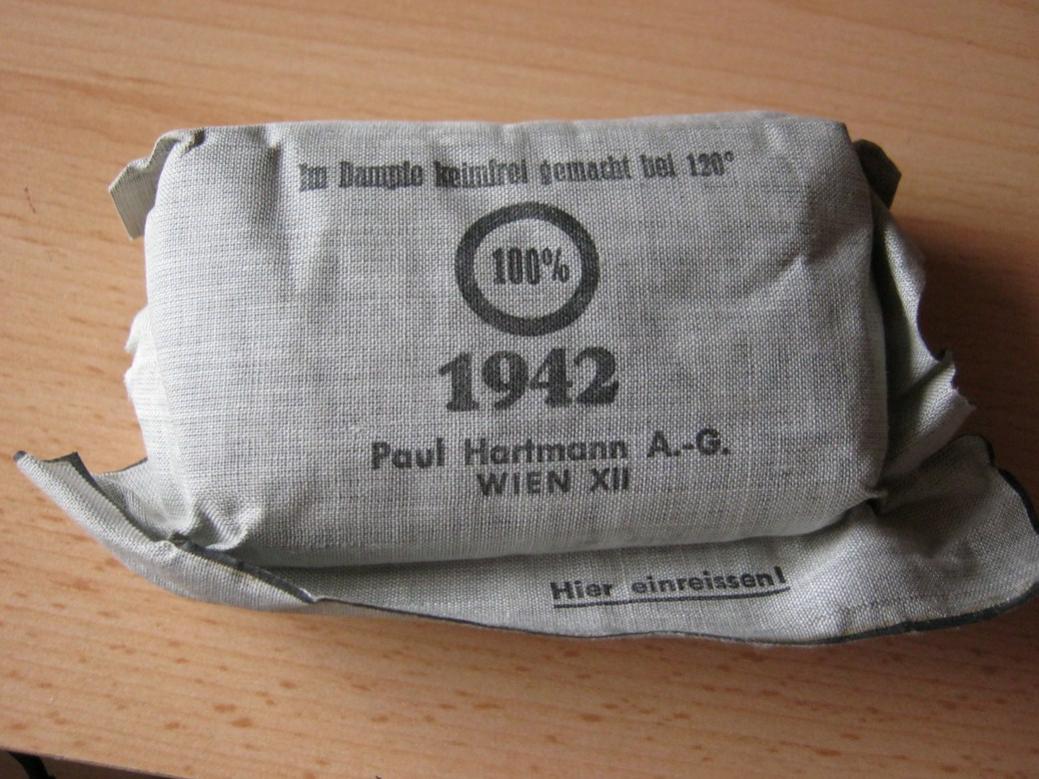 Im Dampfe keimfrei gemacht bei 120°
100%
1942
Paul Hartmann A.-G.
WIEN XII
Hier einreissen!